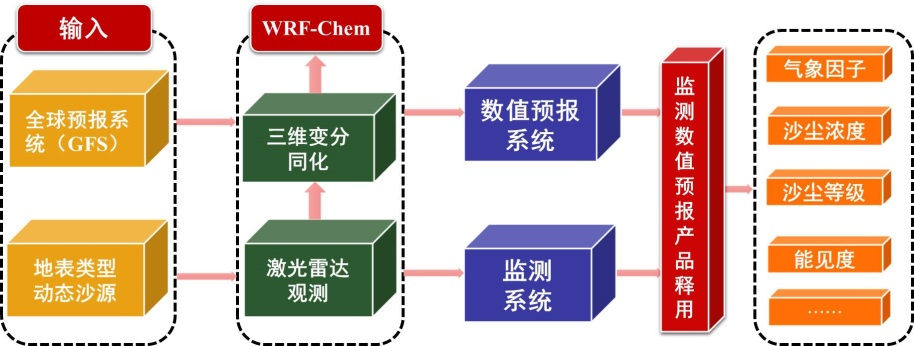 输入
WRF-Chem
全球预报系
统（GFS）
三维变分
同化
数值预报
系统
地表类型
动态沙源
激光雷达
观测
监测
系统
监测数值预报产品释用
气象因子
沙尘浓度
沙尘等级
能见度
……